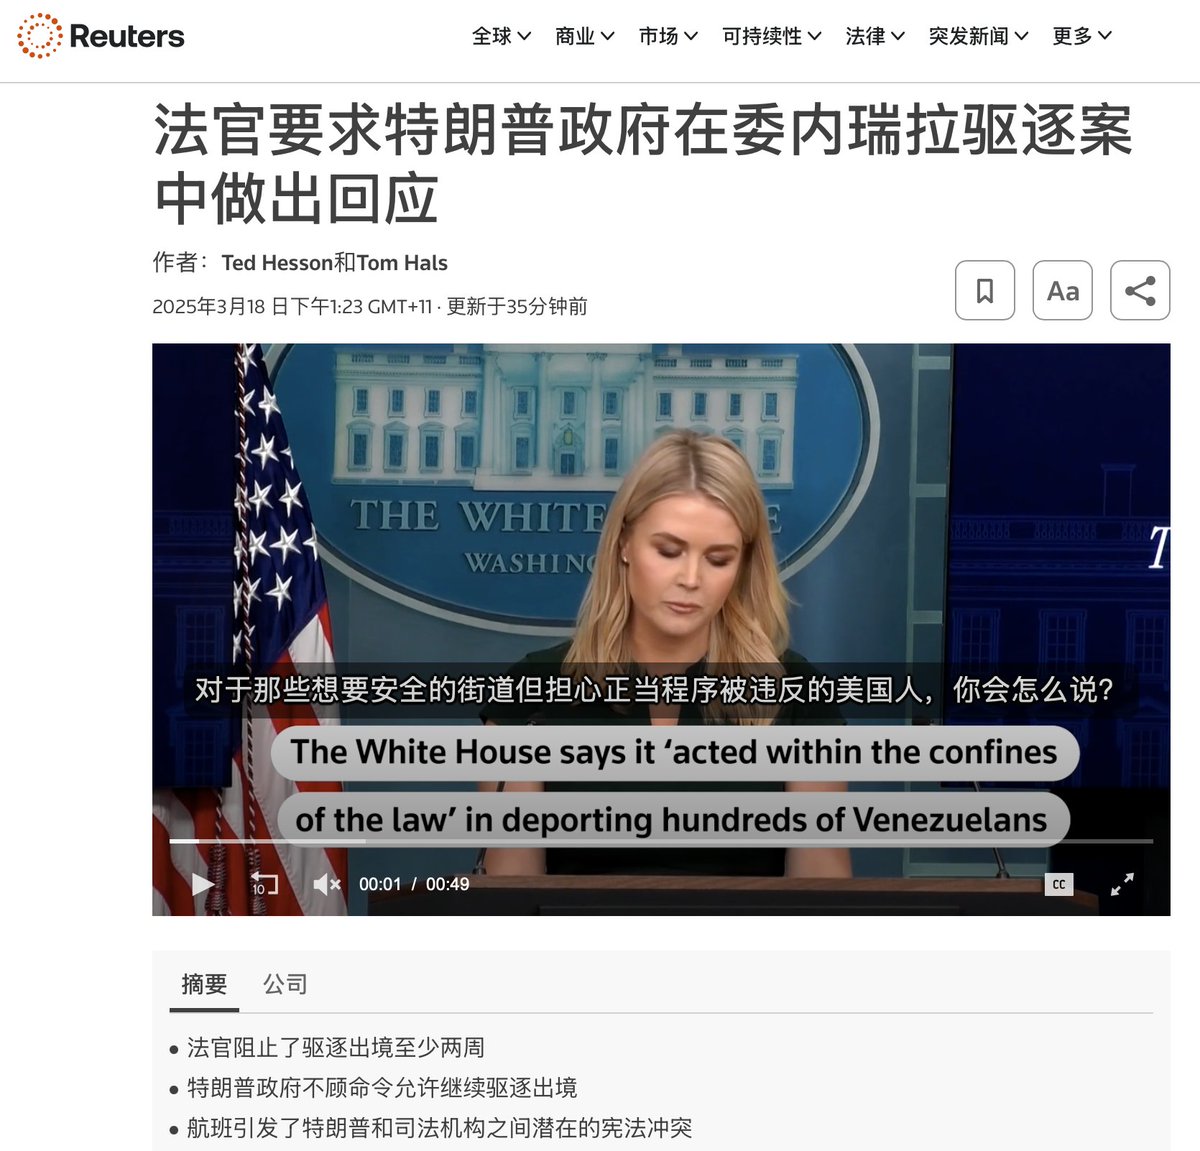 Reuters
全球 商业 市场 可持续性 法律 突发新闻 更多
法官要求特朗普政府在委内瑞拉驱逐案
中做出回应
作者：Ted Hesson和Tom Hals
2025年3月18 日下午1:23 GMT+11 · 更新于35分钟前
Aa
THE WHITE
WASHING
T
对于那些想要安全的街道但担心正当程序被违反的美国人，你会怎么说?
The White House says it ‘acted within the confines
of the law’ in deporting hundreds of Venezuelans
10
00:01 / 00:49
CC
摘要 公司
• 法官阻止了驱逐出境至少两周
• 特朗普政府不顾命令允许继续驱逐出境
• 航班引发了特朗普和司法机构之间潜在的宪法冲突